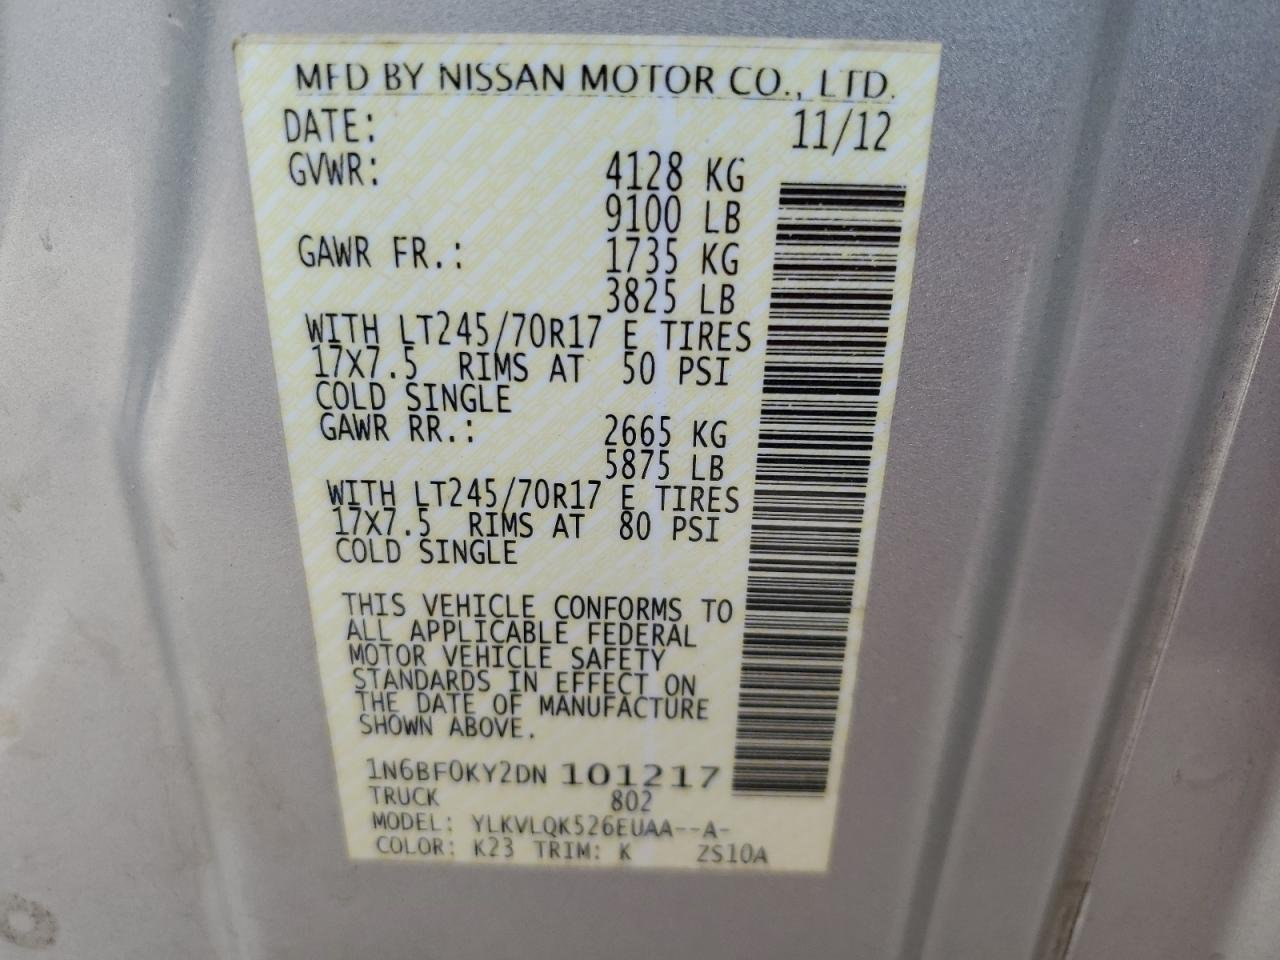 MFD BY NISSAN MOTOR CO., LTD.
DATE: 11/12
GVWR: 4128 KG
9100 LB
GAWR FR.: 1735 KG
3825 LB
WITH LT245/70R17 E TIRES
17X7.5 RIMS AT 50 PSI
COLD SINGLE
GAWR RR.: 2665 KG
5875 LB
WITH LT245/70R17 E TIRES
17X7.5 RIMS AT 80 PSI
COLD SINGLE
THIS VEHICLE CONFORMS TO
ALL APPLICABLE FEDERAL
MOTOR VEHICLE SAFETY
STANDARDS IN EFFECT ON
THE DATE OF MANUFACTURE
SHOWN ABOVE.
1N6BF0KY2DN 101217
TRUCK 802
MODEL: YLKVLQK526EUAA--A-
COLOR: K23 TRIM: K ZS10A